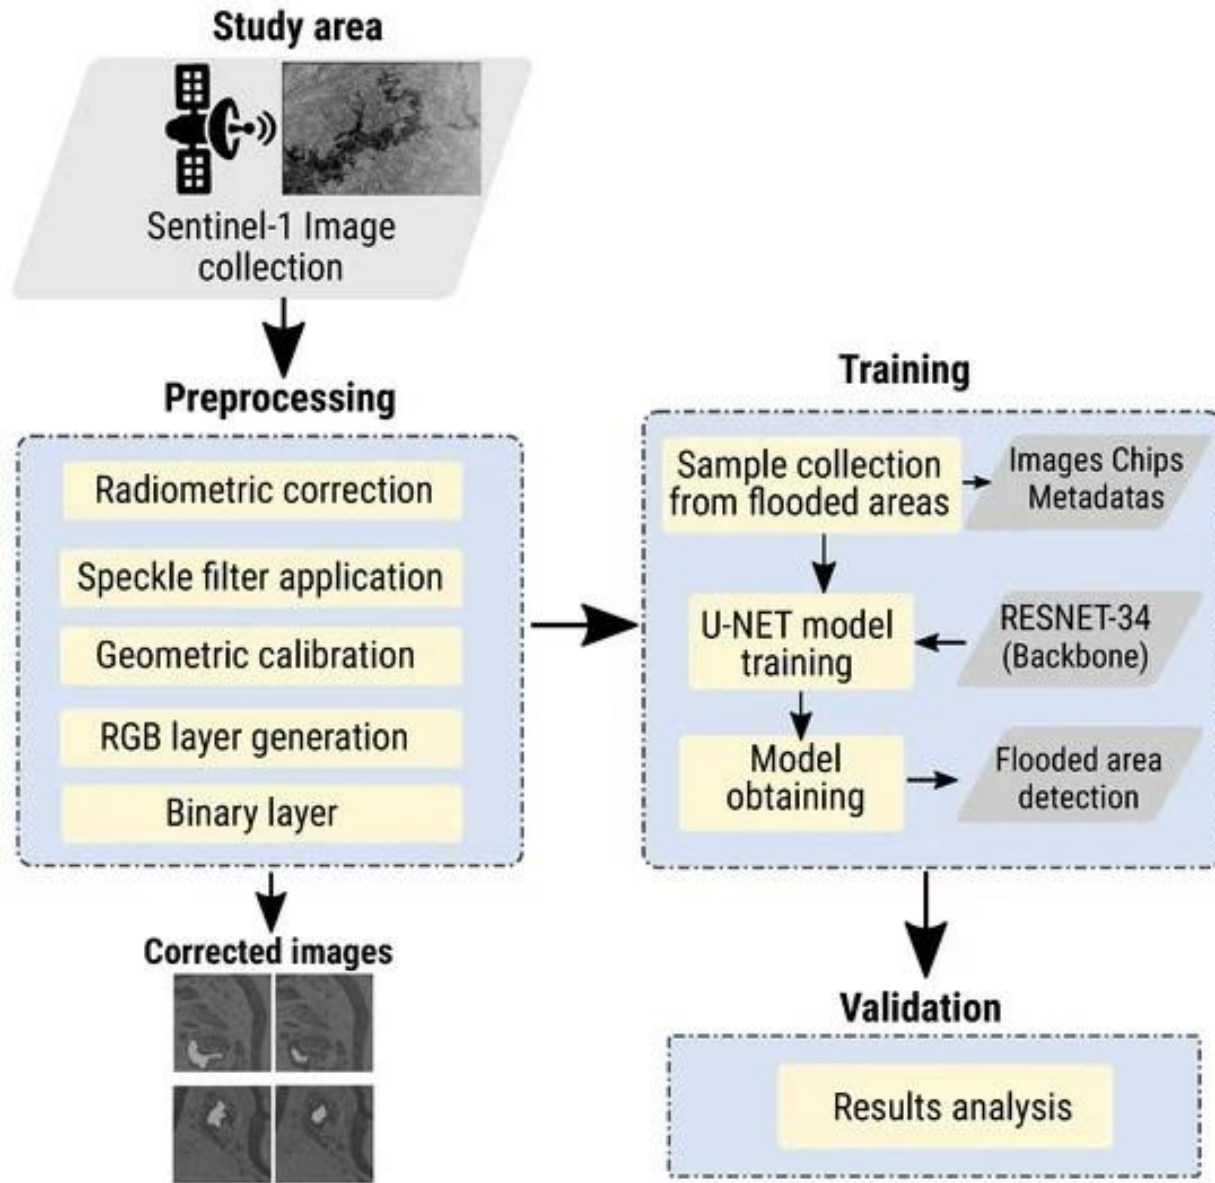 Study area
Sentinel-1 Image
collection
Preprocessing
Radiometric correction
Speckle filter application
Geometric calibration
RGB layer generation
Binary layer
Corrected images
Training
Sample collection
from flooded areas
Images Chips
Metadatas
U-NET model
training
RESNET-34
(Backbone)
Model
obtaining
Flooded area
detection
Validation
Results analysis